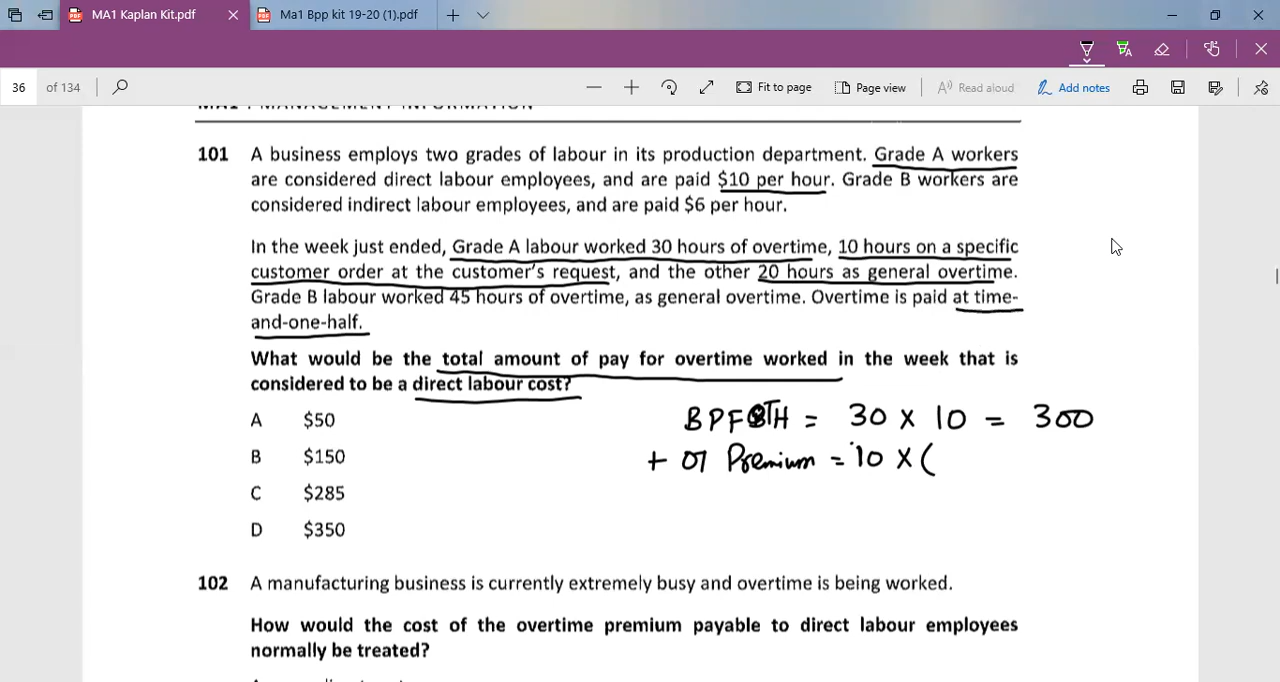 MA1 Kaplan Kit.pdf
Ma1 Bpp kit 19-20 (1).pdf
36 of 134
Fit to page
Page view
Read aloud
Add notes
MA1 : MANAGEMENT INFORMATION
101 A business employs two grades of labour in its production department. Grade A workers
are considered direct labour employees, and are paid $10 per hour. Grade B workers are
considered indirect labour employees, and are paid $6 per hour.
In the week just ended, Grade A labour worked 30 hours of overtime, 10 hours on a specific
customer order at the customer's request, and the other 20 hours as general overtime.
Grade B labour worked 45 hours of overtime, as general overtime. Overtime is paid at time-
and-one-half.
What would be the total amount of pay for overtime worked in the week that is
considered to be a direct labour cost?
A $50
B $150
C $285
D $350
= 30 X 10 = 300
+ OT Premium = 10 X (
102 A manufacturing business is currently extremely busy and overtime is being worked.
How would the cost of the overtime premium payable to direct labour employees
normally be treated?